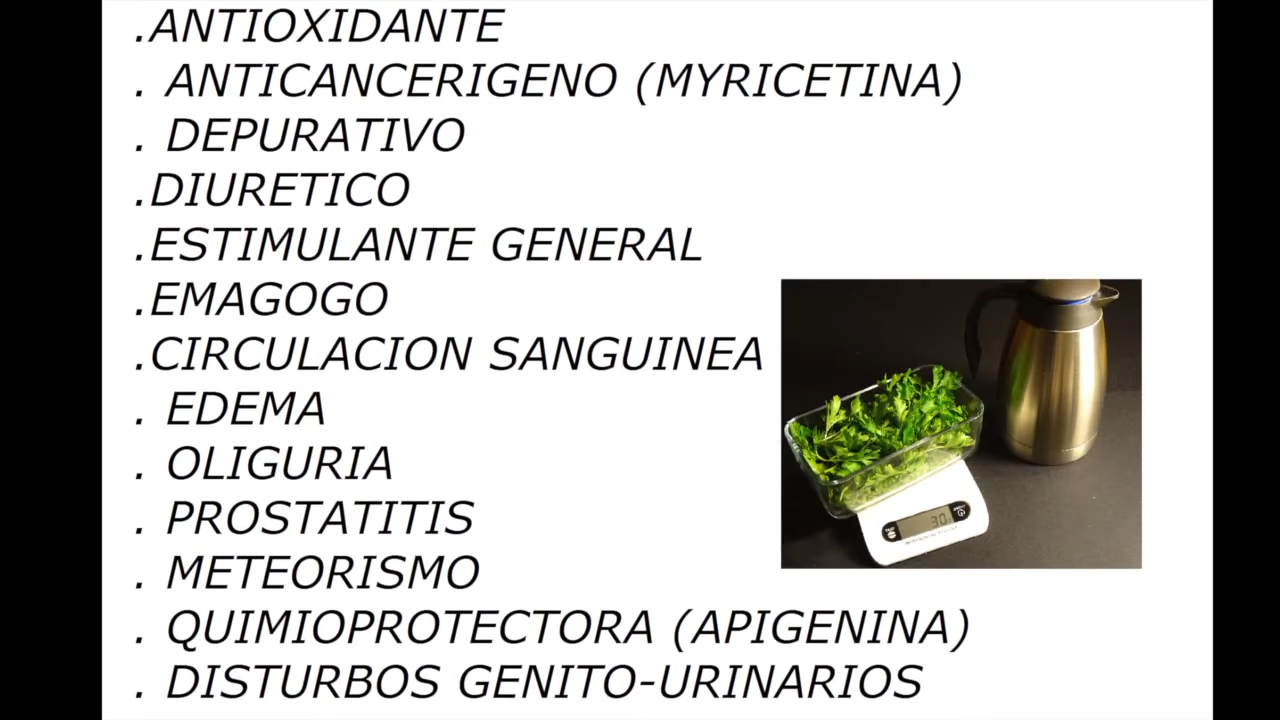 .ANTIOXIDANTE
. ANTICANCERIGENO (MYRICETINA)
. DEPURATIVO
.DIURETICO
.ESTIMULANTE GENERAL
.EMAGOGO
.CIRCULACION SANGUINEA
. EDEMA
. OLIGURIA
. PROSTATITIS
. METEORISMO
. QUIMIOPROTECTORA (APIGENINA)
. DISTURBOS GENITO-URINARIOS
30